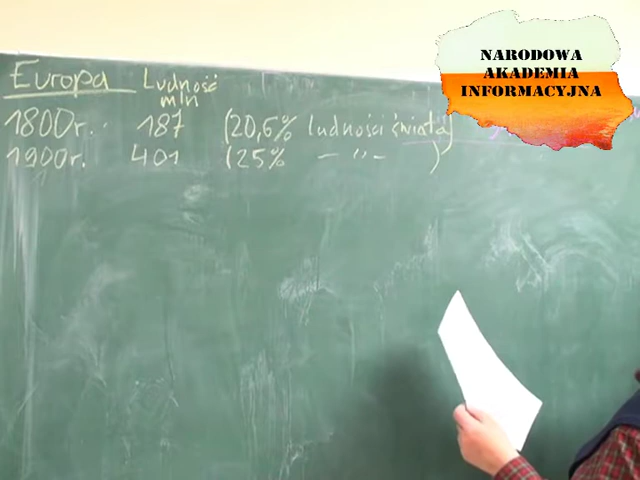 Europa Ludność
mln
1800r. 187 (20,6% ludności świata)
1900r. 401 (25% - ,, - )
NARODOWA
AKADEMIA
INFORMACYJNA